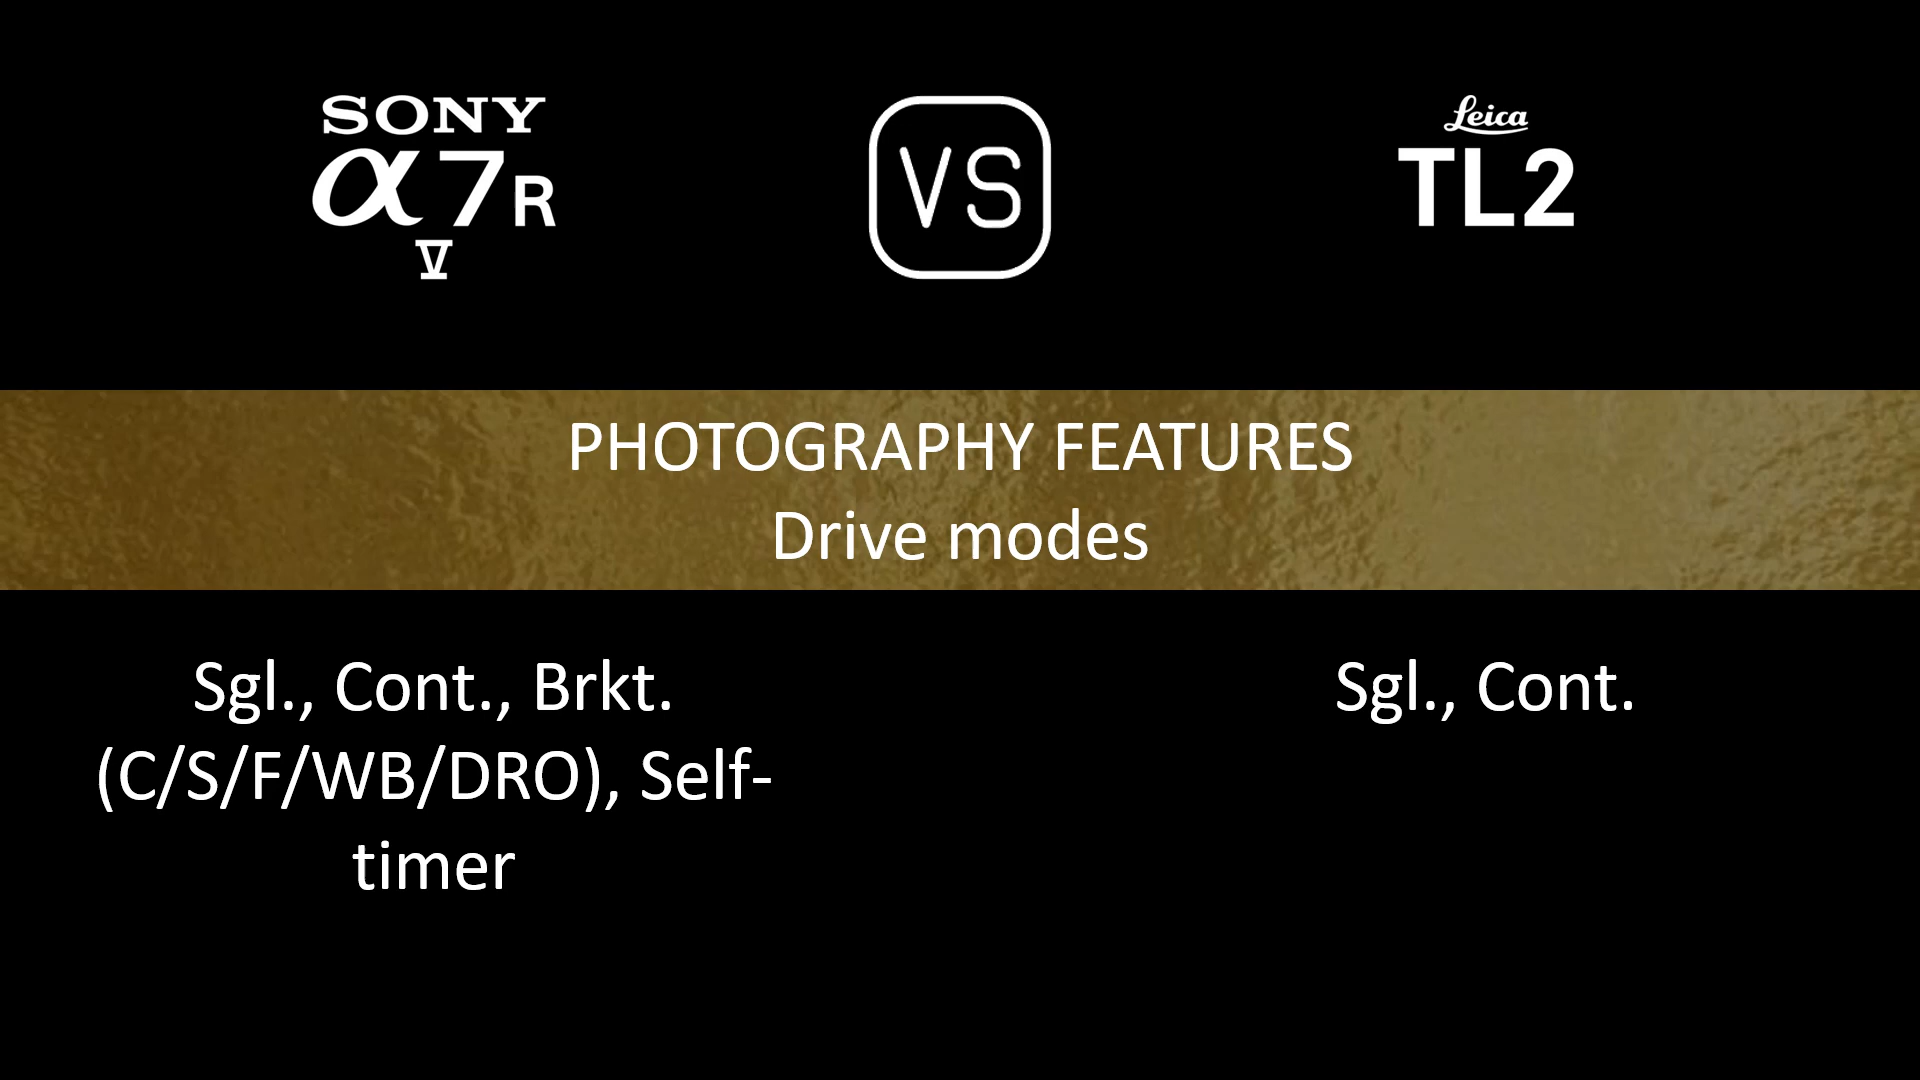 SONY
α7R
V
VS
Leica
TL2
PHOTOGRAPHY FEATURES
Drive modes
Sgl., Cont., Brkt.
(C/S/F/WB/DRO), Self-
timer
Sgl., Cont.